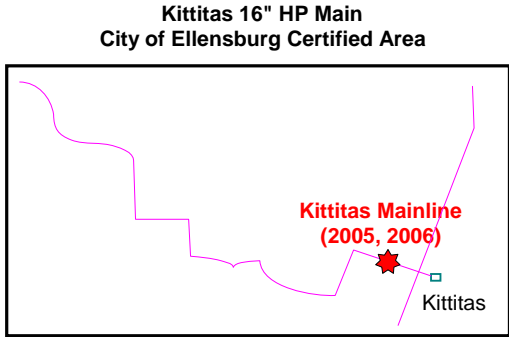 Kittitas 16" HP Main
City of Ellensburg Certified Area
Kittitas Mainline
(2005, 2006)
Kittitas